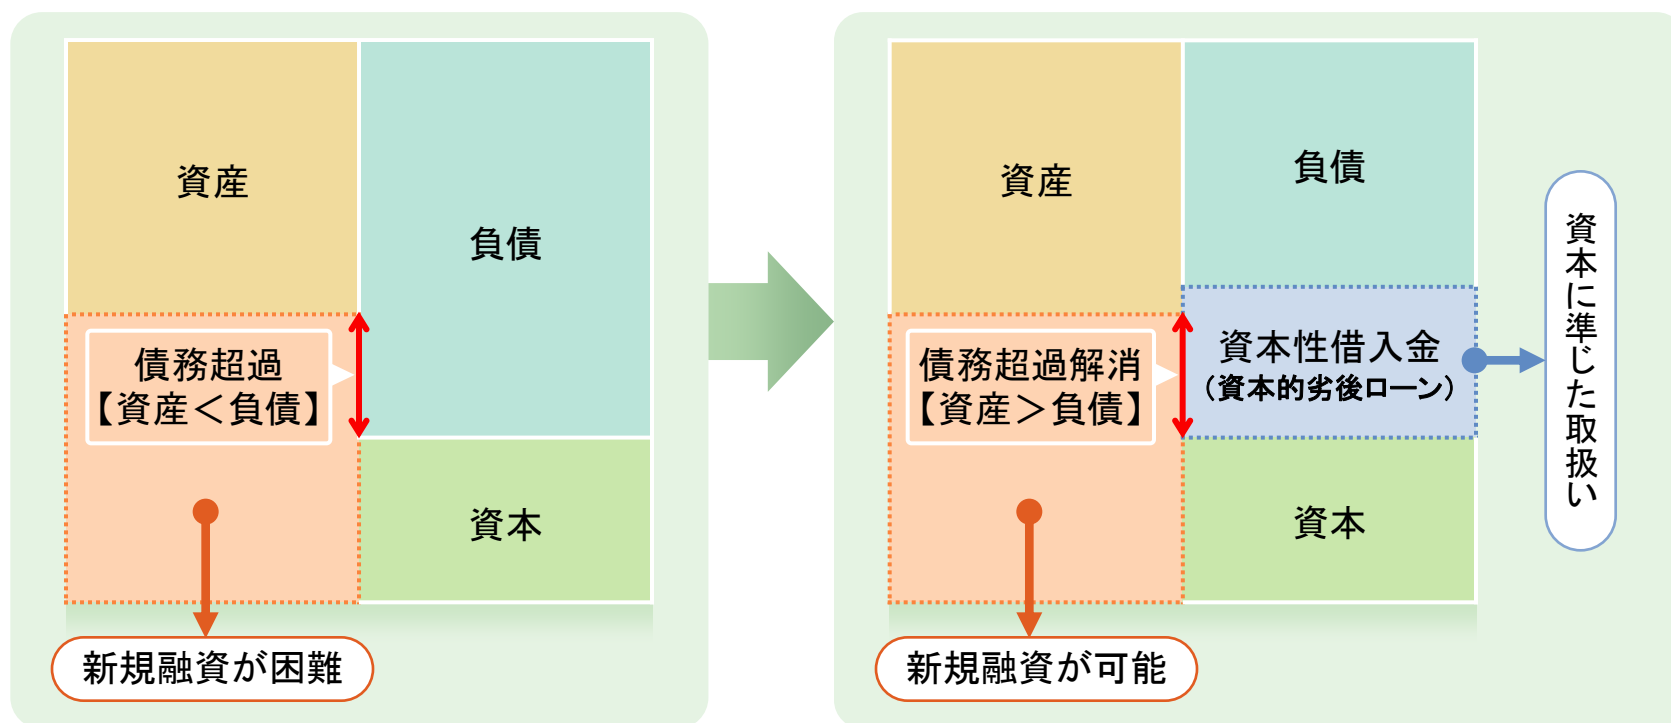 資産
負債
債務超過
【資産＜負債】
資本
新規融資が困難
資産
負債
債務超過解消
【資産＞負債】
資本性借入金
（資本的劣後ローン）
資本に準じた取扱い
資本
新規融資が可能